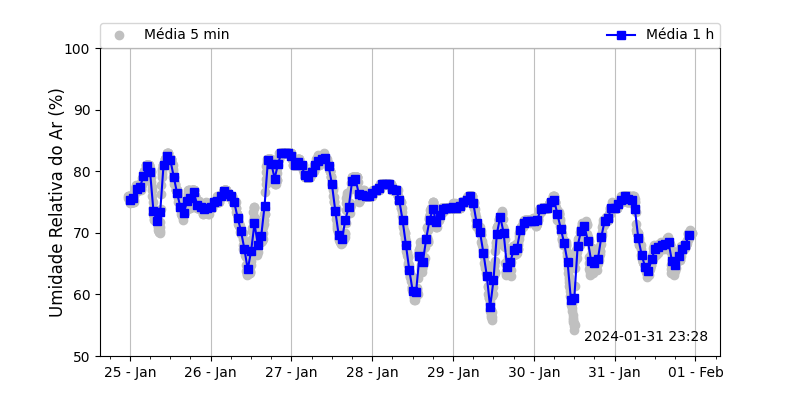 Média 5 min
Média 1 h
Umidade Relativa do Ar (%)
100
90
80
70
60
50
2024-01-31 23:28
25 - Jan
26 - Jan
27 - Jan
28 - Jan
29 - Jan
30 - Jan
31 - Jan
01 - Feb